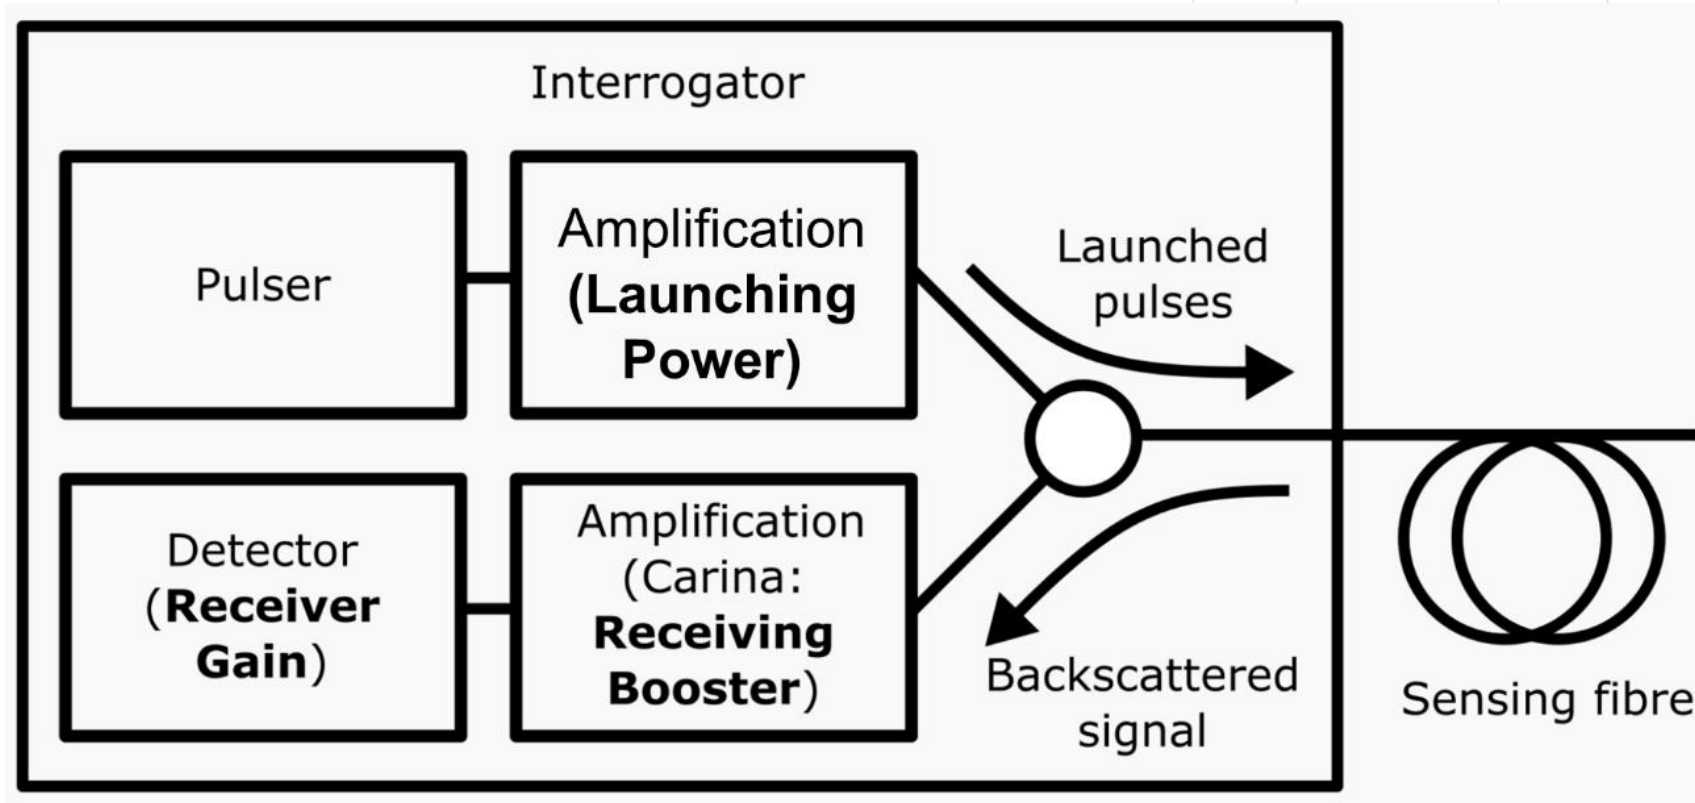 Interrogator
Pulser
Amplification
(Launching
Power)
Launched
pulses
Detector
(Receiver
Gain)
Amplification
(Carina:
Receiving
Booster)
Backscattered
signal
Sensing fibre